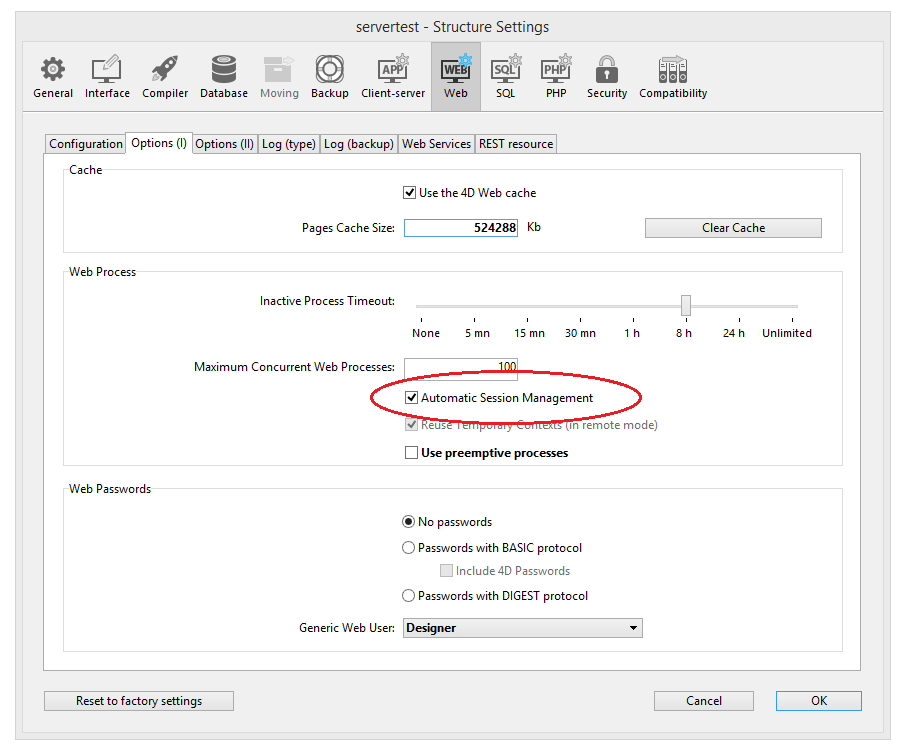 servertest - Structure Settings
General Interface Compiler Database Moving Backup APP Client-server WEB Web SQL SQL PHP PHP Security Compatibility
Configuration Options (I) Options (II) Log (type) Log (backup) Web Services REST resource
Cache
Use the 4D Web cache
Pages Cache Size: 524288 Kb Clear Cache
Web Process
Inactive Process Timeout:
None 5 mn 15 mn 30 mn 1 h 8 h 24 h Unlimited
Maximum Concurrent Web Processes: 100
Automatic Session Management
Reuse Temporary Contexts (in remote mode)
Use preemptive processes
Web Passwords
No passwords
Passwords with BASIC protocol
Include 4D Passwords
Passwords with DIGEST protocol
Generic Web User: Designer
Reset to factory settings Cancel OK